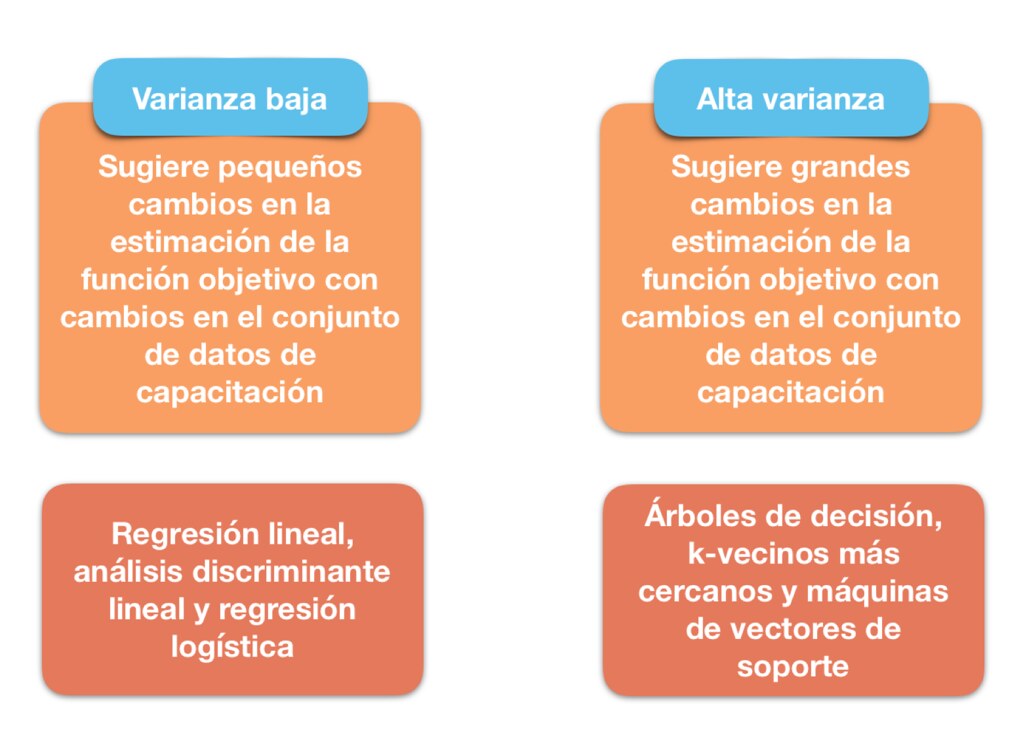 Varianza baja
Sugiere pequeños
cambios en la
estimación de la
función objetivo con
cambios en el conjunto
de datos de
capacitación
Regresión lineal,
análisis discriminante
lineal y regresión
logística
Alta varianza
Sugiere grandes
cambios en la
estimación de la
función objetivo con
cambios en el conjunto
de datos de
capacitación
Árboles de decisión,
k-vecinos más
cercanos y máquinas
de vectores de
soporte